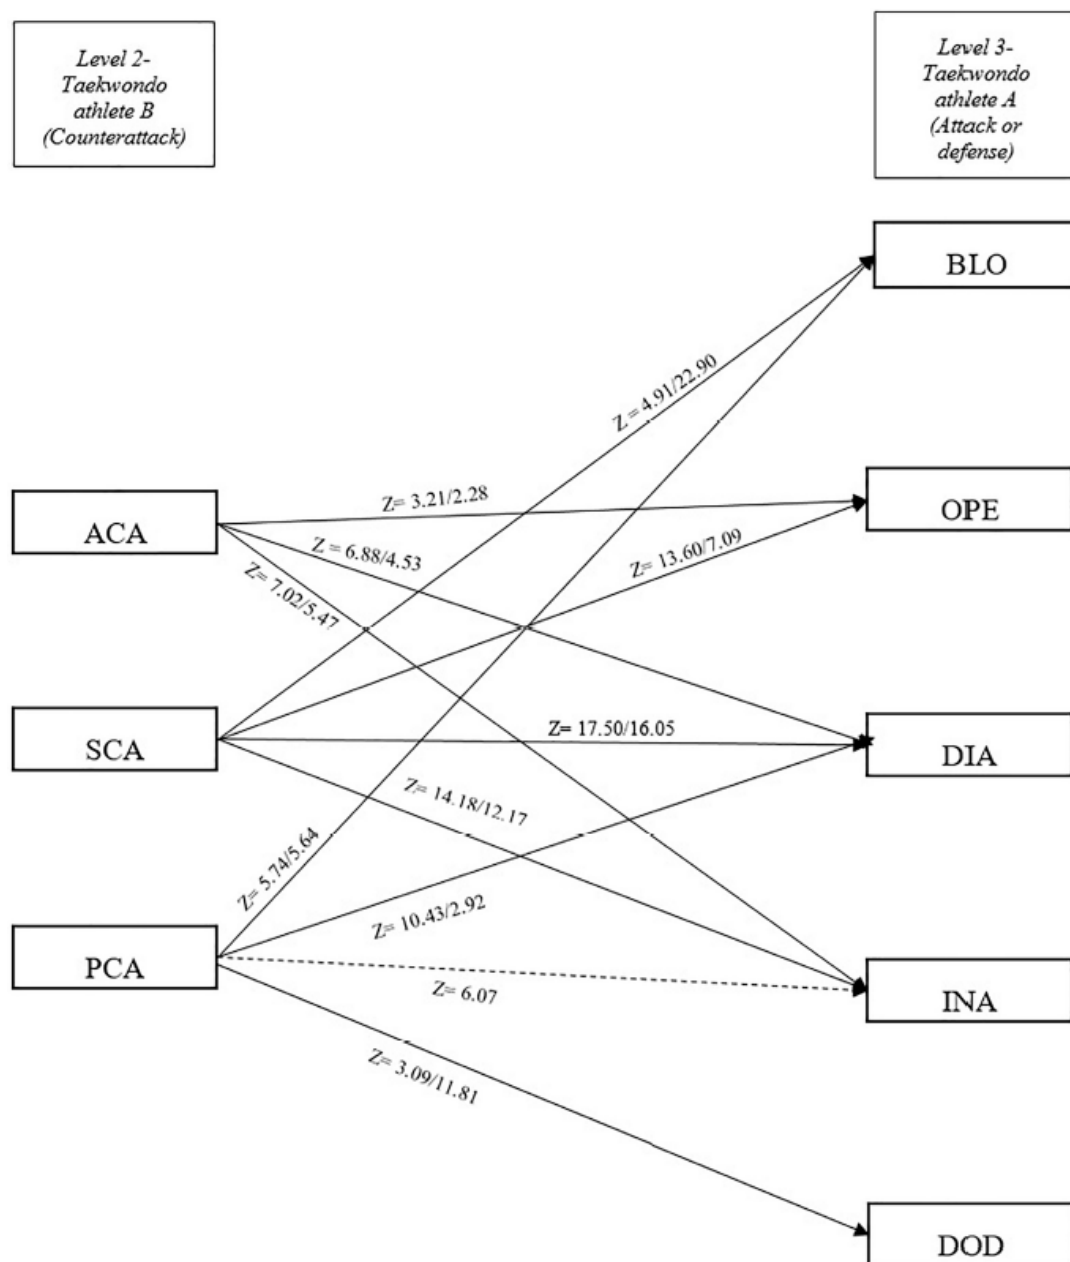 Level 2-
Taekwondo
athlete B
(Counterattack)
Level 3-
Taekwondo
athlete A
(Attack or
defense)
BLO
Z = 4.91/22.90
ACA
Z= 3.21/2.28
OPE
Z = 6.88/4.53
Z= 13.60/7.09
Z= 7.02/5.47
SCA
Z= 17.50/16.05
DIA
Z= 14.18/12.17
Z= 5.74/5.64
Z= 10.43/2.92
PCA
Z= 6.07
INA
Z= 3.09/11.81
DOD